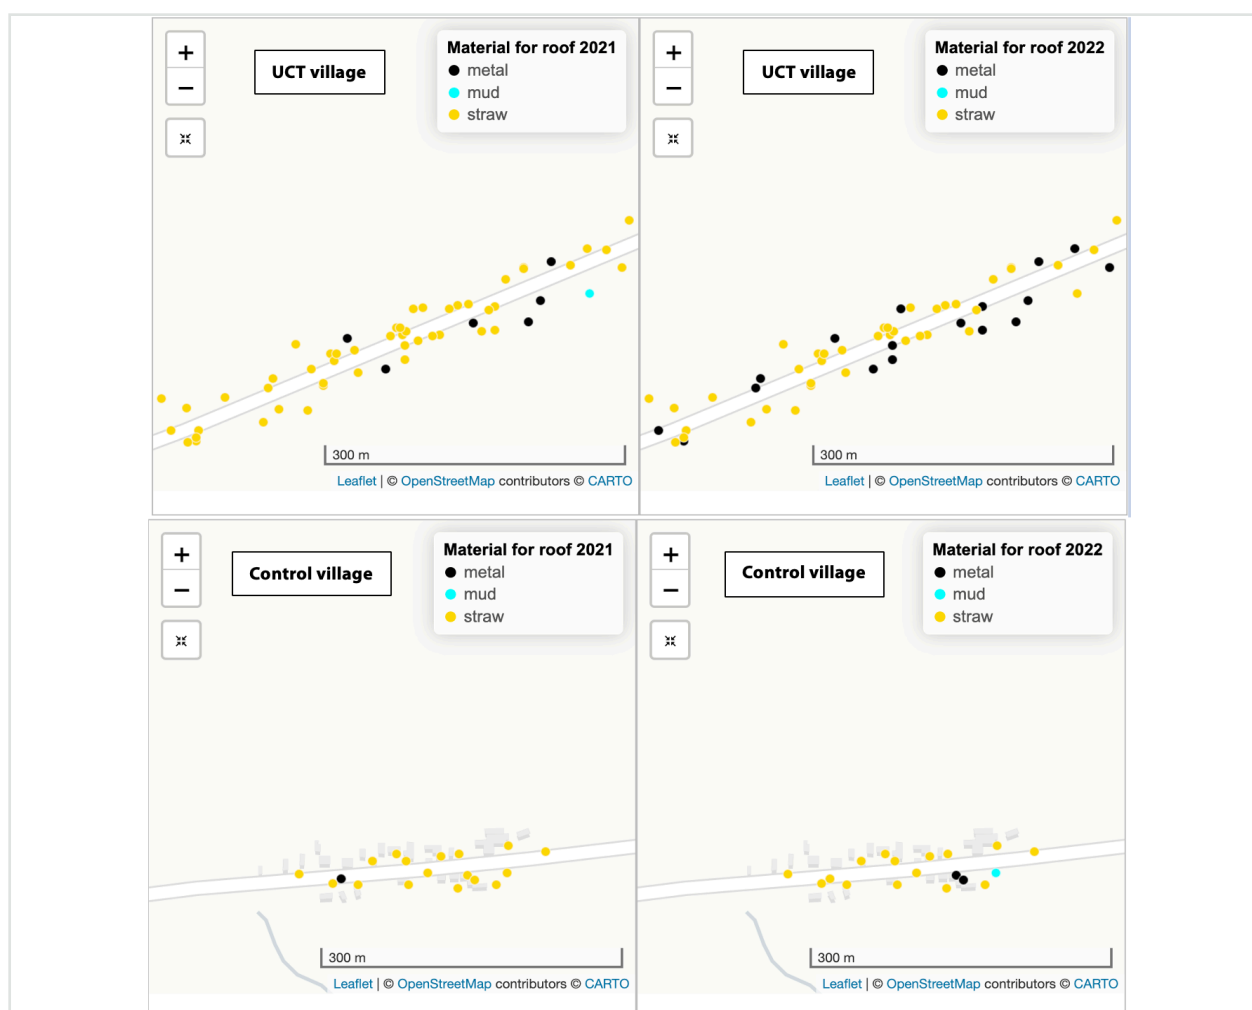 +
−
UCT village
Material for roof 2021
metal
mud
straw
300 m
Leaflet | © OpenStreetMap contributors © CARTO
+
−
UCT village
Material for roof 2022
metal
mud
straw
300 m
Leaflet | © OpenStreetMap contributors © CARTO
+
−
Control village
Material for roof 2021
metal
mud
straw
300 m
Leaflet | © OpenStreetMap contributors © CARTO
+
−
Control village
Material for roof 2022
metal
mud
straw
300 m
Leaflet | © OpenStreetMap contributors © CARTO